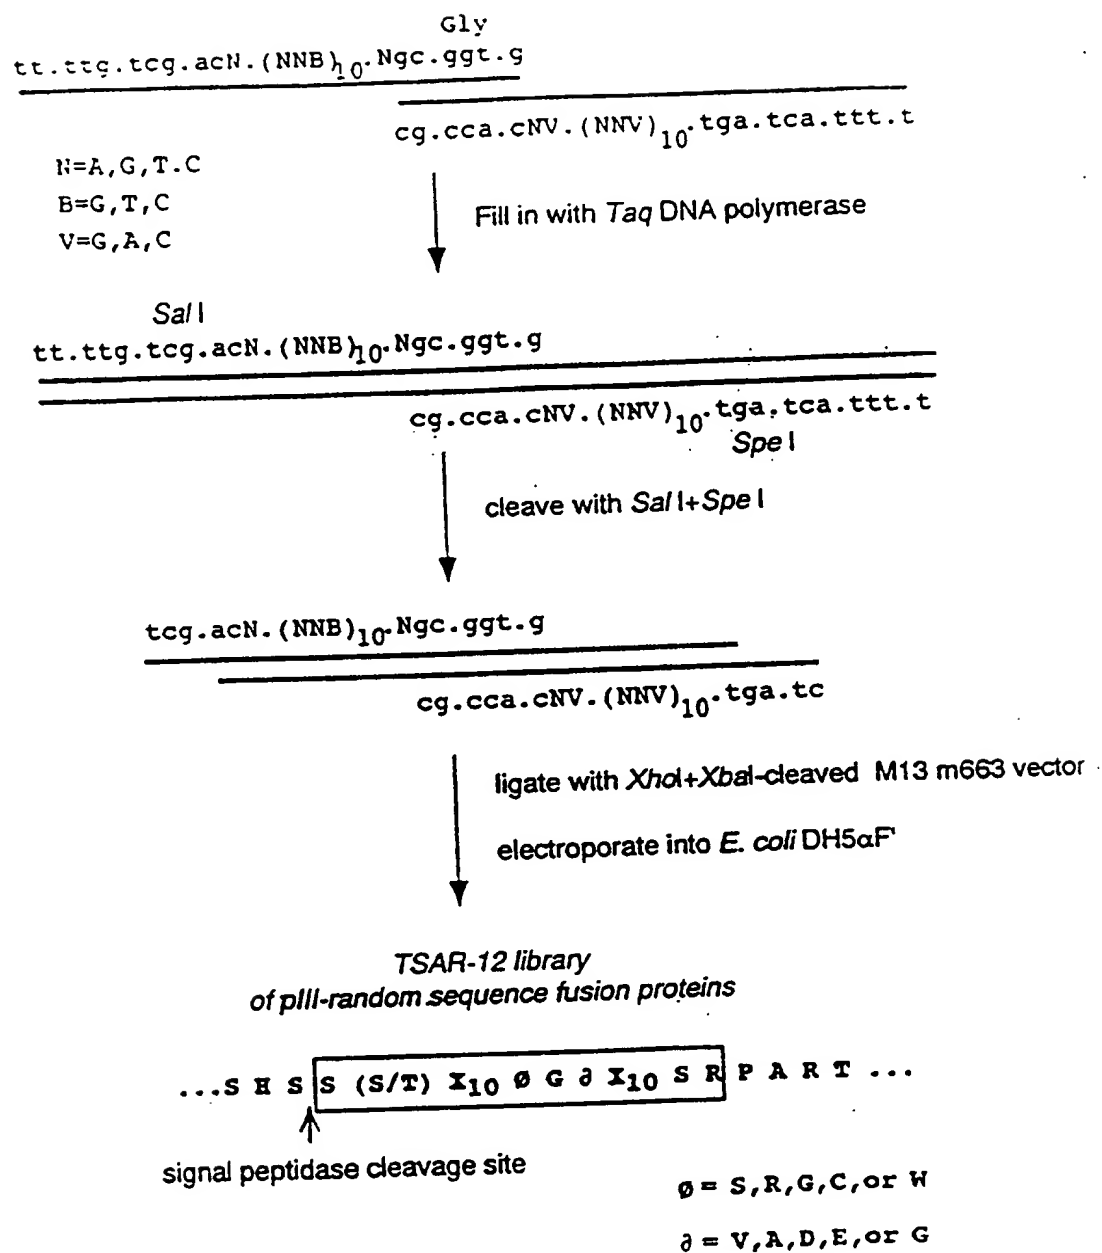 Gly
tt.ttg.tcg.acN.(NNB)10.Ngc.ggt.g
cg.cca.cNV.(NNV)10.tga.tca.ttt.t
N=A,G,T.C
B=G,T,C
V=G,A,C
Fill in with Taq DNA polymerase
Sal I
tt.ttg.tcg.acN.(NNB)10.Ngc.ggt.g
cg.cca.cNV.(NNV)10.tga.tca.ttt.t
Spe I
cleave with Sal I+Spe I
tcg.acN.(NNB)10.Ngc.ggt.g
cg.cca.cNV.(NNV)10.tga.tc
ligate with XhoI+XbaI-cleaved M13 m663 vector
electroporate into E. coli DH5αF'
TSAR-12 library
of pIII-random sequence fusion proteins
...S H S S (S/T) X10 ø G ∂ X10 S R P A R T ...
signal peptidase cleavage site
ø = S,R,G,C,or W
∂ = V,A,D,E,or G